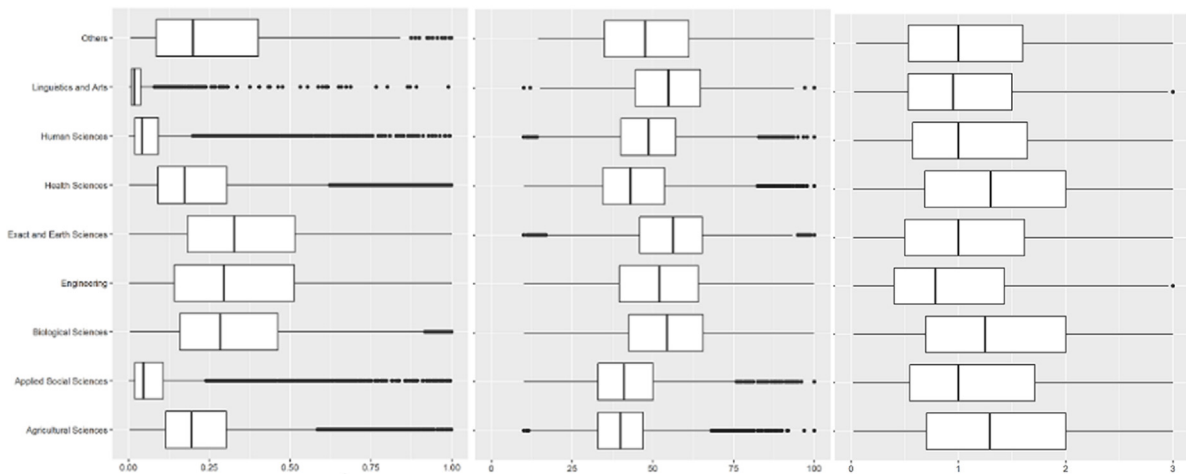 Others
Linguistics and Arts
Human Sciences
Health Sciences
Exact and Earth Sciences
Engineering
Biological Sciences
Applied Social Sciences
Agricultural Sciences
0.00 0.25 0.50 0.75 1.00
0 25 50 75 100
0 1 2 3